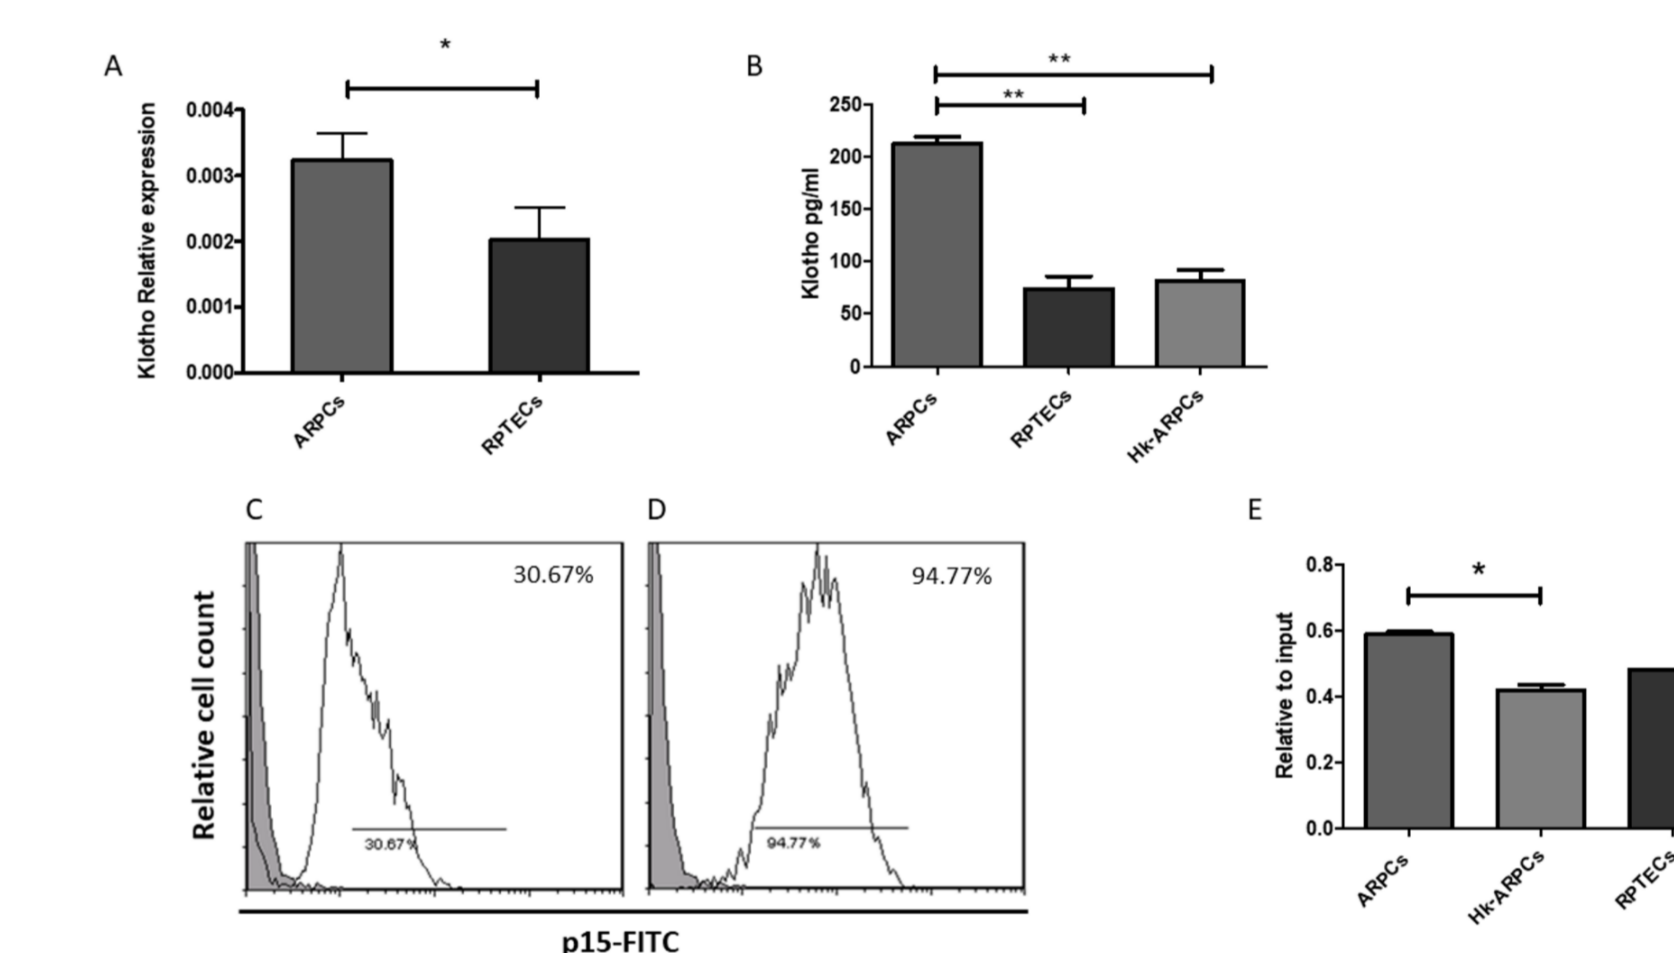 A
*
Klotho Relative expression
0.004
0.003
0.002
0.001
0.000
ARPCs
RPTECs
B
**
**
Klotho pg/ml
250
200
150
100
50
0
ARPCs
RPTECs
Hk-ARPCs
C
30.67%
30.67%
Relative cell count
D
94.77%
94.77%
p15-FITC
E
*
Relative to input
0.8
0.6
0.4
0.2
0.0
ARPCs
Hk-ARPCs
RPTECs